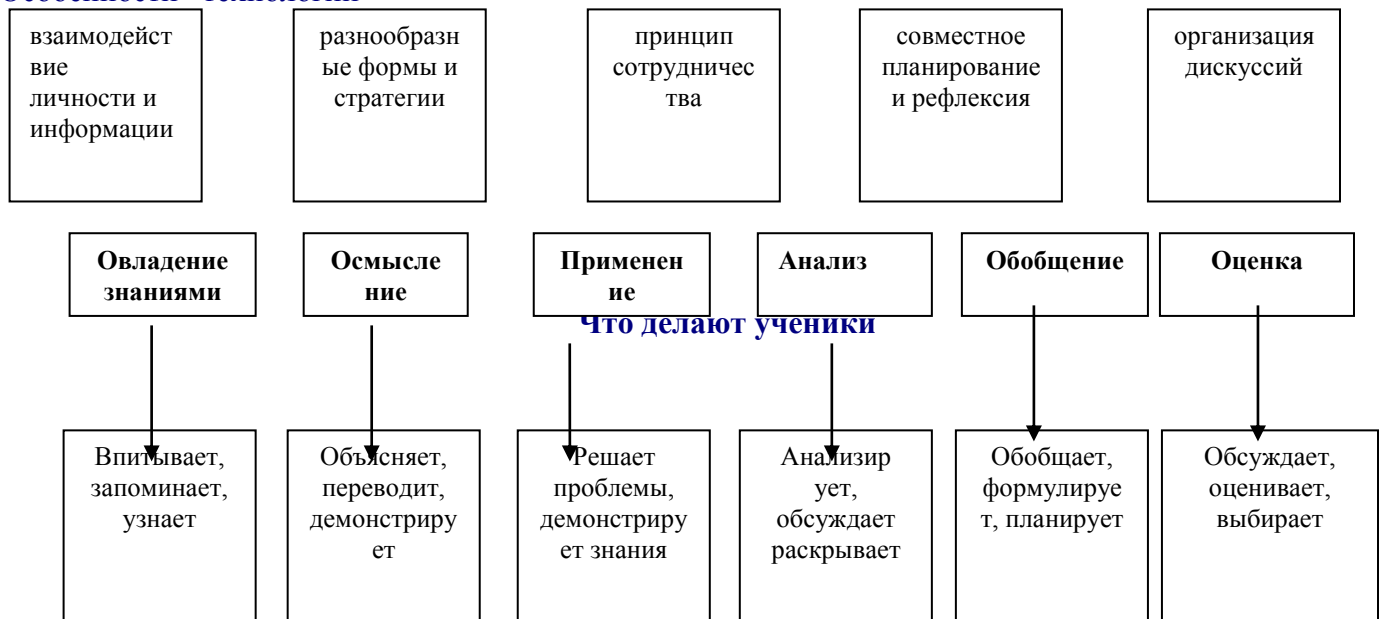 Особенности технологии
взаимодейст
вие
личности и
информации
разнообразн
ые формы и
стратегии
принцип
сотрудничес
тва
совместное
планирование
и рефлексия
организация
дискуссий
Овладение
знаниями
Осмысле
ние
Применен
ие
Анализ
Обобщение
Оценка
Что делают ученики
Впитывает,
запоминает,
узнает
Объясняет,
переводит,
демонстриру
ет
Решает
проблемы,
демонстриру
ет знания
Анализир
ует,
обсуждает
раскрывает
Обобщает,
формулируе
т, планирует
Обсуждает,
оценивает,
выбирает